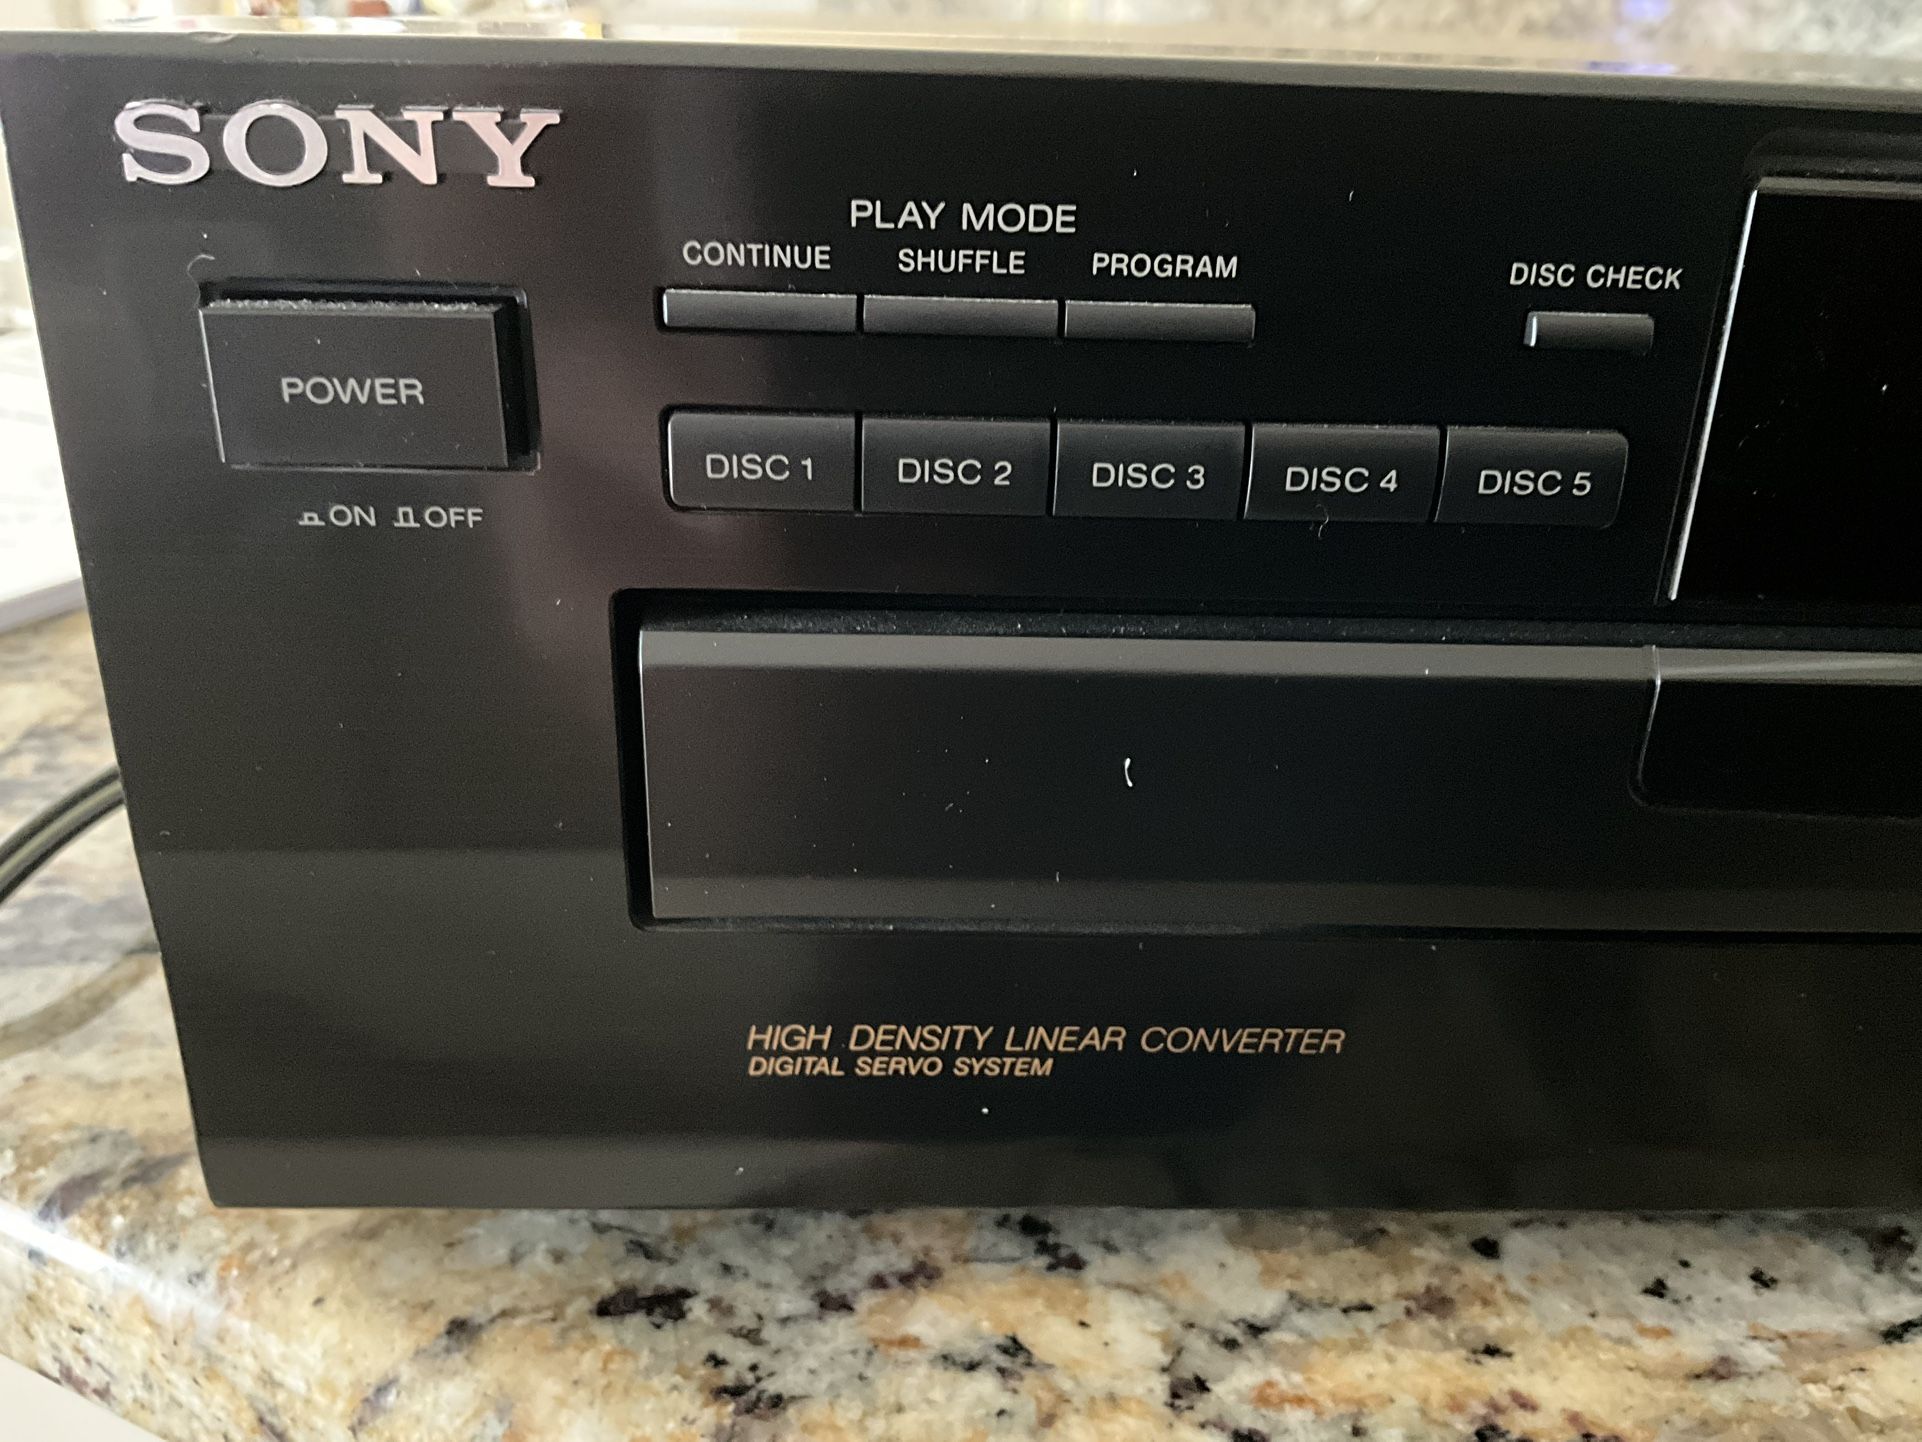 SONY
PLAY MODE
CONTINUE SHUFFLE PROGRAM
DISC CHECK
POWER
DISC 1 DISC 2 DISC 3 DISC 4 DISC 5
ON OFF
HIGH DENSITY LINEAR CONVERTER
DIGITAL SERVO SYSTEM